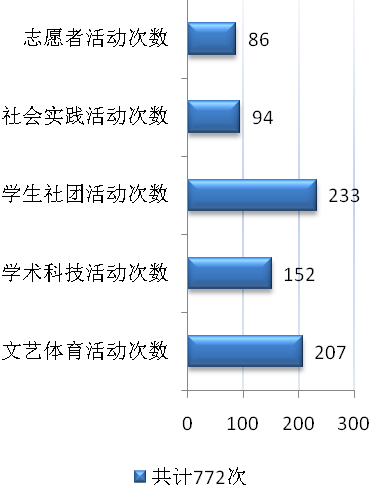 志愿者活动次数 86
社会实践活动次数 94
学生社团活动次数 233
学术科技活动次数 152
文艺体育活动次数 207
0 100 200 300
共计772次